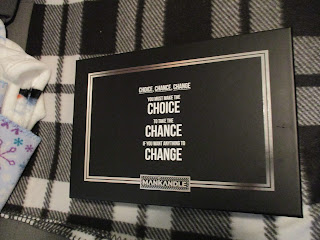 CHOICE, CHANCE, CHANGE
YOU MUST MAKE THE
CHOICE
TO TAKE THE
CHANCE
IF YOU WANT ANYTHING TO
CHANGE
MANKANDLE